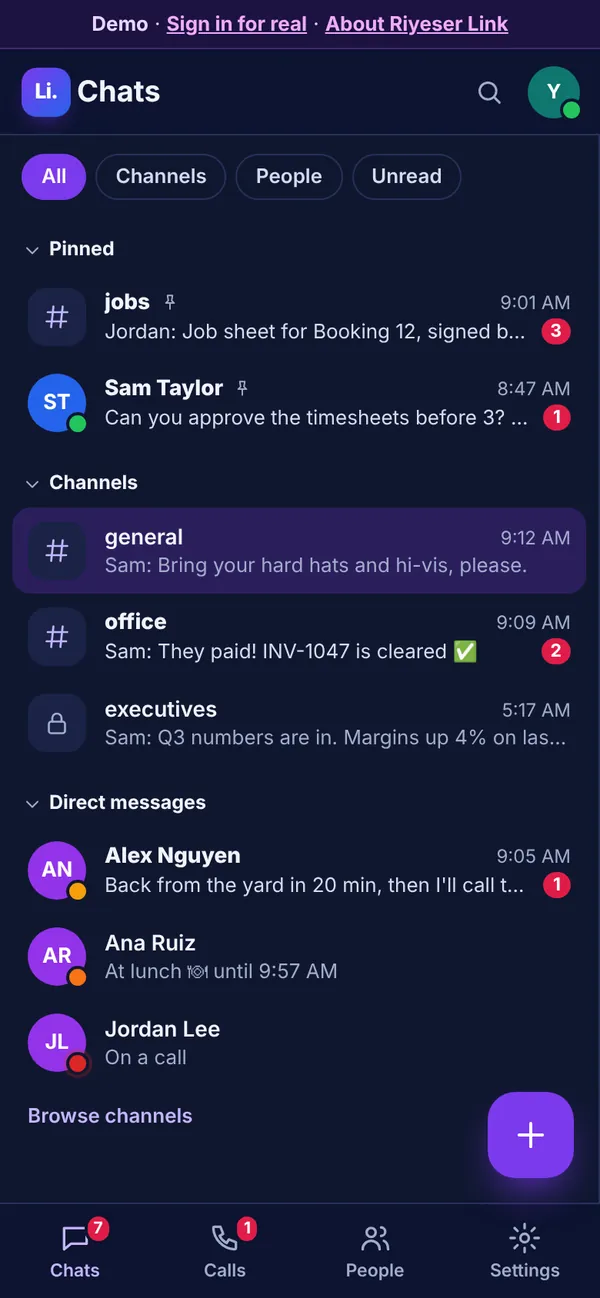 Demo · Sign in for real · About Riyeser Link
Li. Chats Y
All Channels People Unread
Pinned
jobs 9:01 AM
Jordan: Job sheet for Booking 12, signed b... 3
ST Sam Taylor 8:47 AM
Can you approve the timesheets before 3? ... 1
Channels
# general 9:12 AM
Sam: Bring your hard hats and hi-vis, please.
# office 9:09 AM
Sam: They paid! INV-1047 is cleared ✅ 2
executives 5:17 AM
Sam: Q3 numbers are in. Margins up 4% on las...
Direct messages
AN Alex Nguyen 9:05 AM
Back from the yard in 20 min, then I'll call t... 1
AR Ana Ruiz
At lunch 🍽 until 9:57 AM
JL Jordan Lee
On a call
Browse channels
+
7 1
Chats Calls People Settings